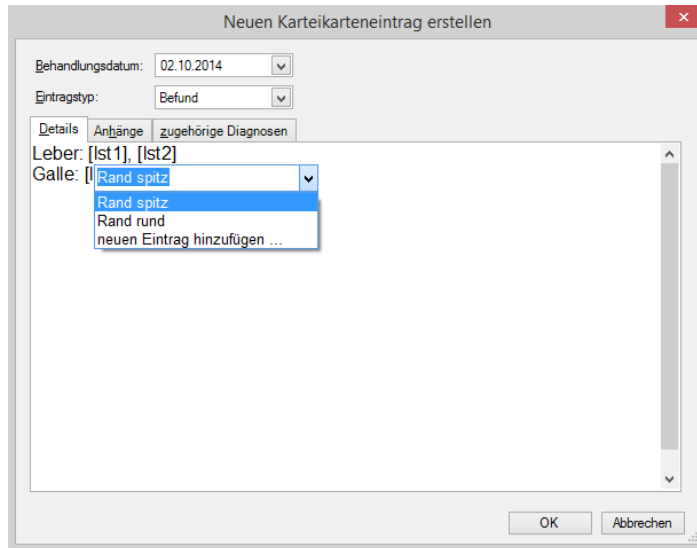 Neuen Karteikarteneintrag erstellen
Behandlungsdatum: 02.10.2014
Eintragstyp: Befund
Details Anhänge zugehörige Diagnosen
Leber: [lst1], [lst2]
Galle: [l Rand spitz
Rand spitz
Rand rund
neuen Eintrag hinzufügen ...
OK Abbrechen